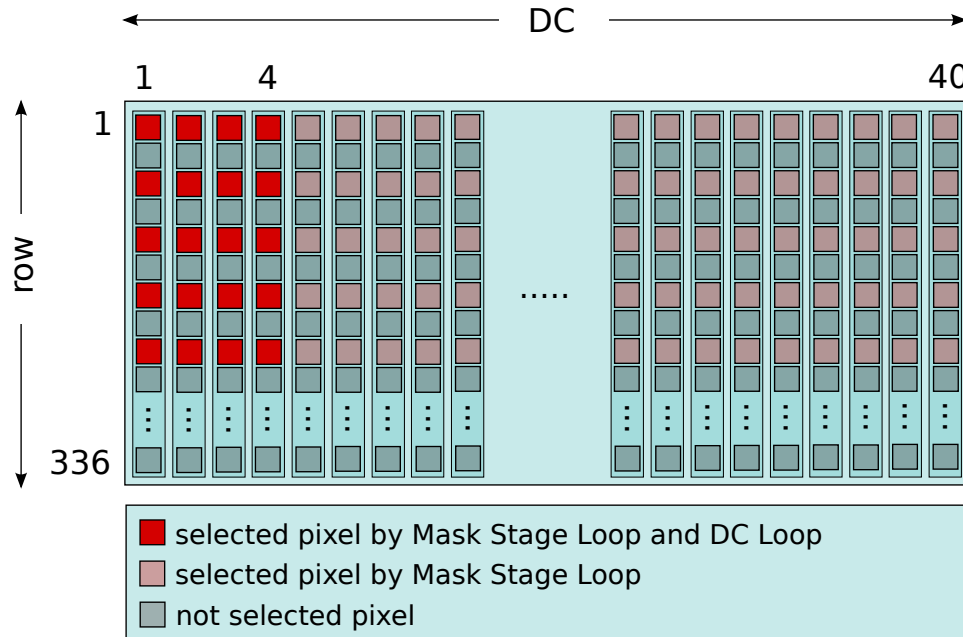 DC
1 4 40
1
row
.....
336
selected pixel by Mask Stage Loop and DC Loop
selected pixel by Mask Stage Loop
not selected pixel